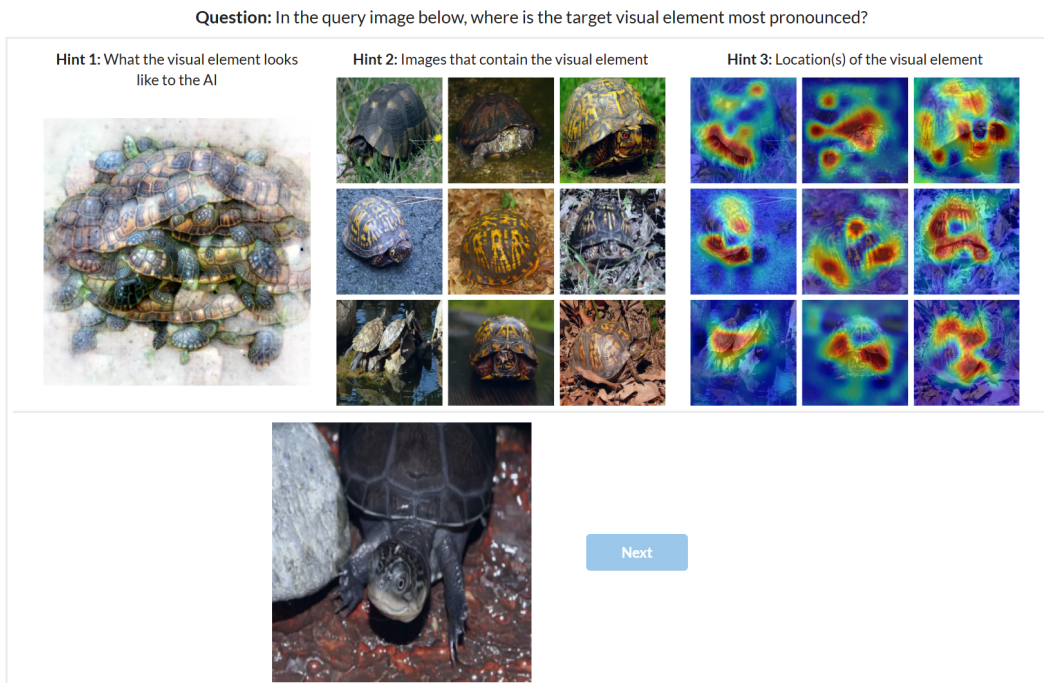 Question: In the query image below, where is the target visual element most pronounced?
Hint 1: What the visual element looks
like to the AI
Hint 2: Images that contain the visual element
Hint 3: Location(s) of the visual element
Next